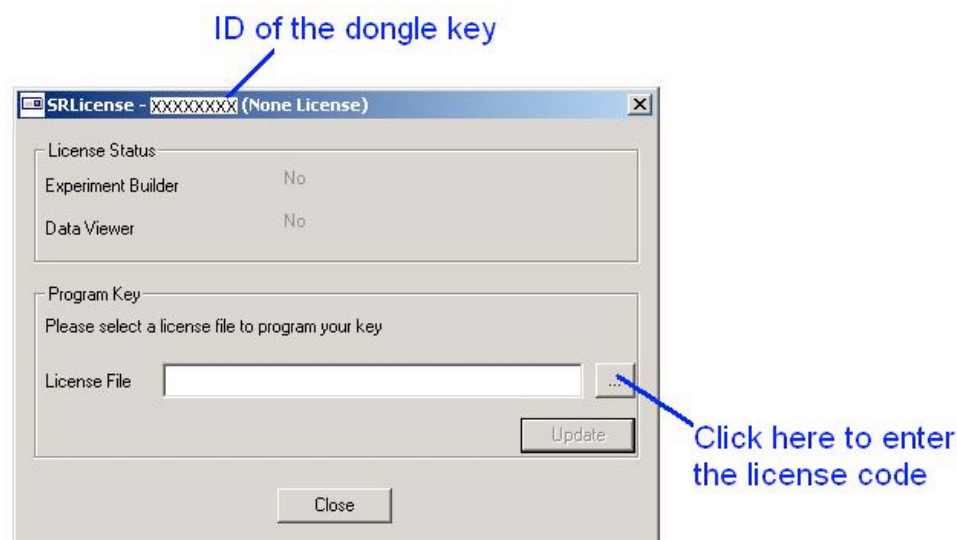 ID of the dongle key
SRLicense - XXXXXXXX (None License)
License Status
Experiment Builder No
Data Viewer No
Program Key
Please select a license file to program your key
License File ...
Update
Click here to enter
the license code
Close